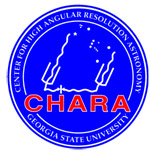 CENTER FOR HIGH ANGULAR RESOLUTION ASTRONOMY
CHARA
GEORGIA STATE UNIVERSITY